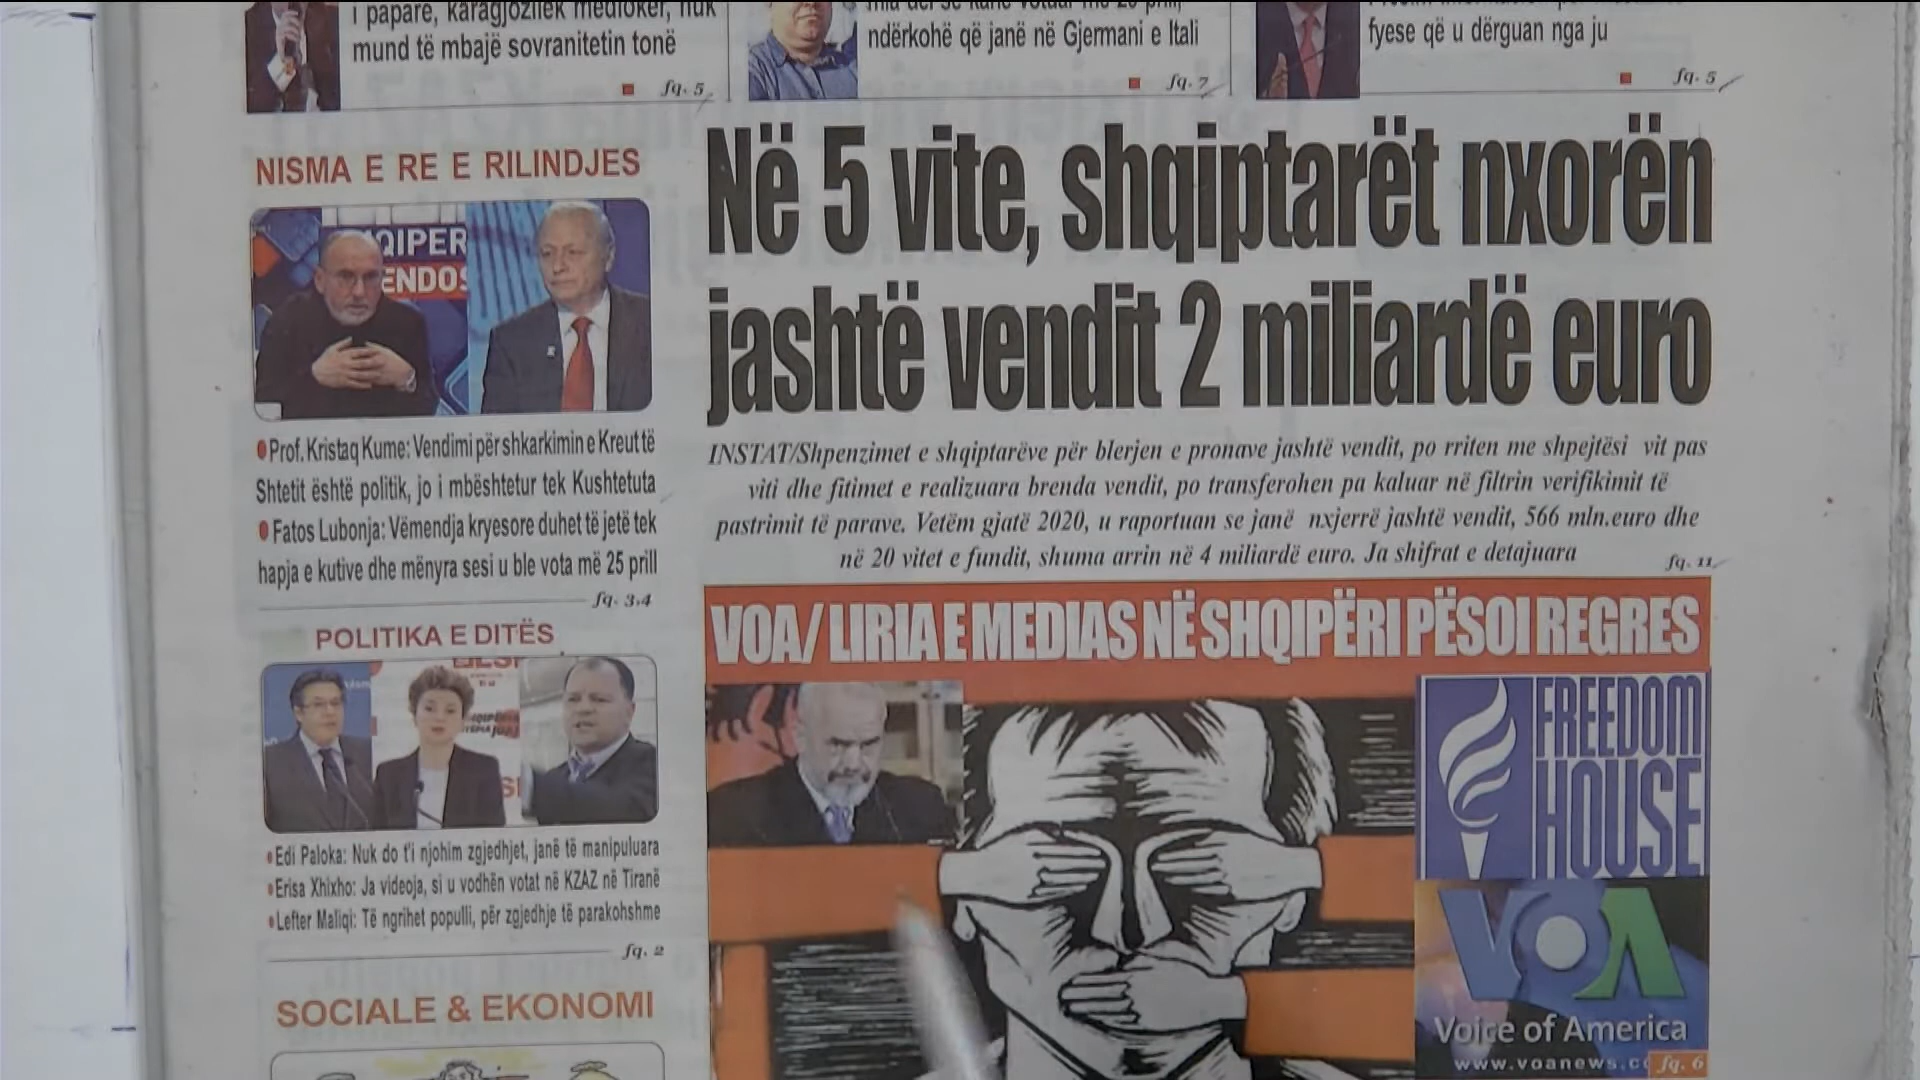 i papare, karagjozllek mediokër, nuk
mund të mbajë sovranitetin tonë
fq. 5
ndërkohë që janë në Gjermani e Itali
fq. 7
fyese që u dërguan nga ju
fq. 5
NISMA E RE E RILINDJES
QIPER
ENDOS
Prof. Kristaq Kume: Vendimi për shkarkimin e Kreut të
Shtetit është politik, jo i mbështetur tek Kushtetuta
Fatos Lubonja: Vëmendja kryesore duhet të jetë tek
hapja e kutive dhe mënyra sesi u ble vota më 25 prill
fq. 3,4
Në 5 vite, shqiptarët nxorën
jashtë vendit 2 miliardë euro
INSTAT/Shpenzimet e shqiptarëve për blerjen e pronave jashtë vendit, po rriten me shpejtësi vit pas
viti dhe fitimet e realizuara brenda vendit, po transferohen pa kaluar në filtrin verifikimit të
pastrimit të parave. Vetëm gjatë 2020, u raportuan se janë nxjerrë jashtë vendit, 566 mln.euro dhe
në 20 vitet e fundit, shuma arrin në 4 miliardë euro. Ja shifrat e detajuara
fq. 11
POLITIKA E DITËS
Edi Paloka: Nuk do t'i njohim zgjedhjet, janë të manipuluara
Erisa Xhixho: Ja videoja, si u vodhën votat në KZAZ në Tiranë
Lefter Maliqi: Të ngrihet populli, për zgjedhje të parakohshme
fq. 2
SOCIALE & EKONOMI
VOA/ LIRIA E MEDIAS NË SHQIPËRI PËSOI REGRES
FREEDOM
HOUSE
VOA
Voice of America
www.voanews.co
fq. 6